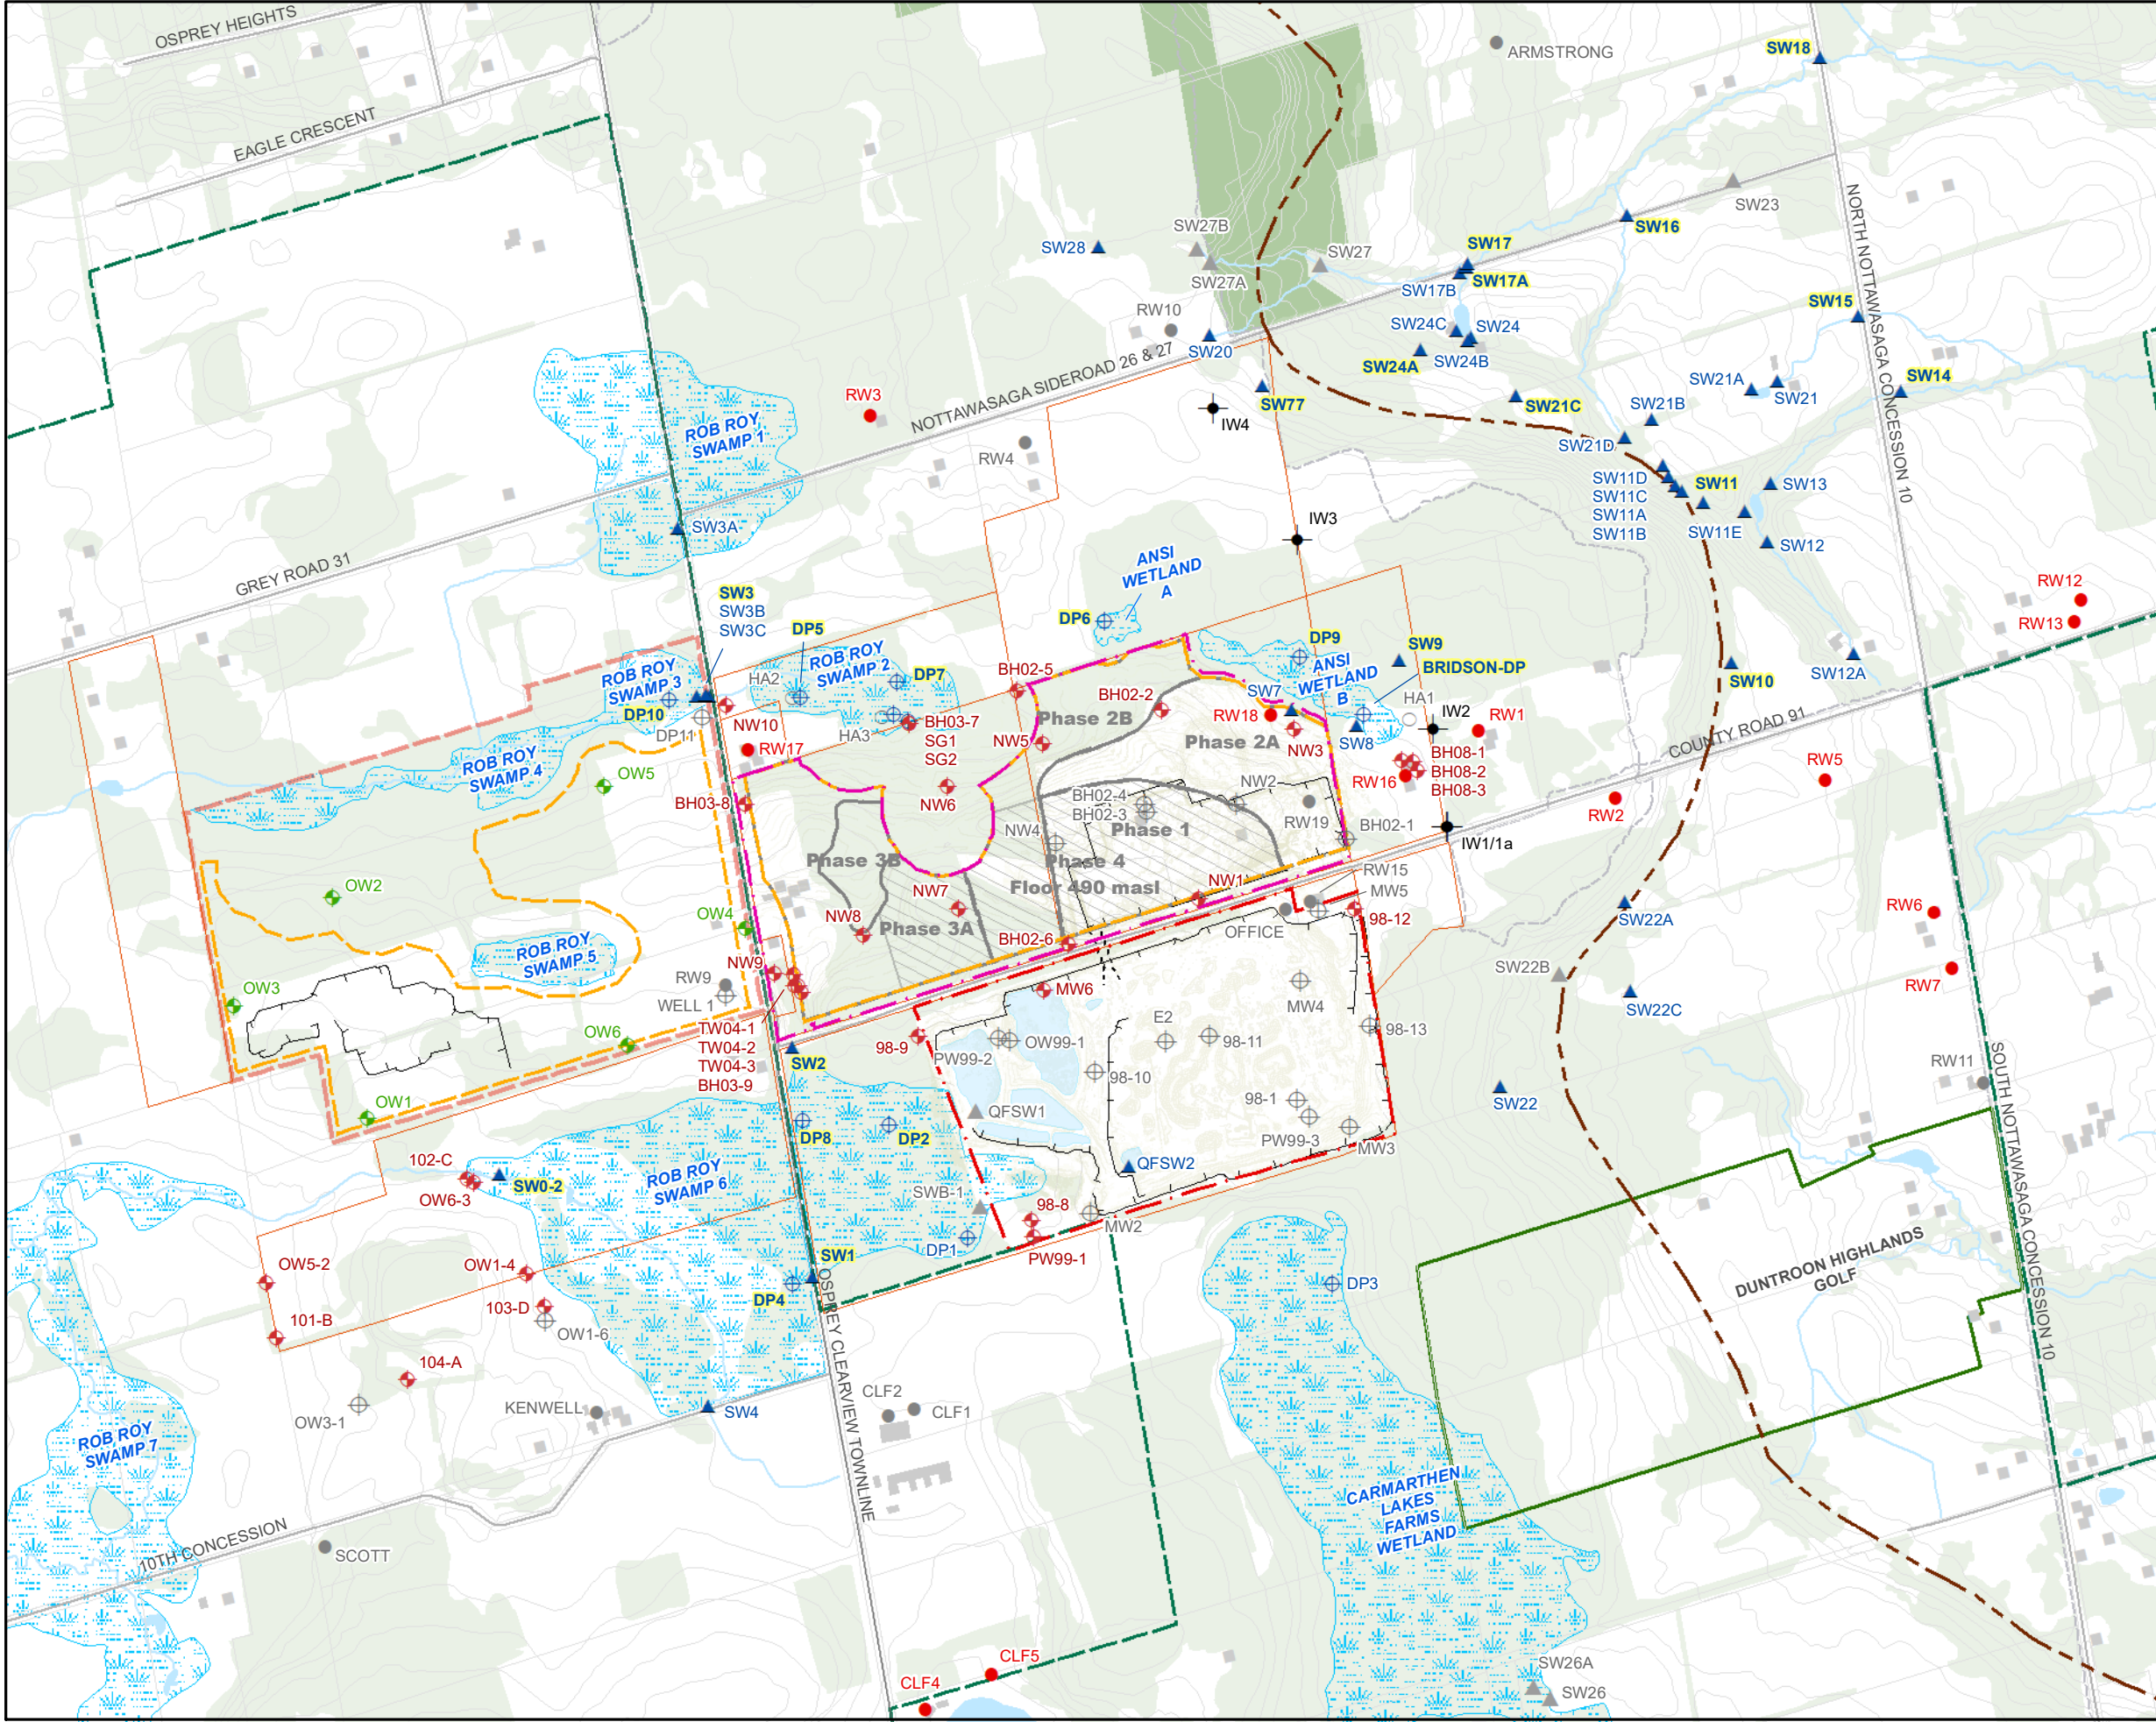 OSPREY HEIGHTS
ARMSTRONG
SW18
EAGLE CRESCENT
SW23
SW16
SW27B
SW27
SW28
SW27A
SW17
SW17A
SW17B
NORTH NOTTAWASAGA CONCESSION 10
SW15
RW10
SW20
SW24C
SW24
SW24A
SW24B
NOTTAWASAGA SIDEROAD 26 & 27
RW3
SW77
IW4
SW21C
SW21A
SW21
SW14
SW21B
SW21D
ROB ROY
SWAMP 1
RW4
SW11D
SW11C
SW11A
SW11B
SW11
SW13
SW11E
SW12
SW3A
IW3
GREY ROAD 31
ANSI
WETLAND
A
DP6
SW3
SW3B
SW3C
DP5
RW12
RW13
SW12A
SW10
ROB ROY
SWAMP 3
ROB ROY
SWAMP 2
HA2
DP7
DP10
DP11
NW10
HA3
BH03-7
SG1
SG2
BH02-5
BH02-2
Phase 2B
NW5
DP9
ANSI
WETLAND
B
SW9
BRIDSON-DP
SW7
RW18
Phase 2A
NW3
SW8
HA1
IW2
RW1
BH08-1
BH08-2
BH08-3
RW16
COUNTY ROAD 91
RW5
RW2
RW17
ROB ROY
SWAMP 4
OW5
BH03-8
NW6
BH02-4
BH02-3
NW2
Phase 1
RW19
BH02-1
IW1/1a
NW4
Phase 4
Floor 490 masl
Phase 3B
NW7
NW1
RW15
MW5
98-12
OW2
OW4
NW8
Phase 3A
BH02-6
OFFICE
RW6
SW22A
ROB ROY
SWAMP 5
NW9
RW9
WELL 1
MW6
MW4
SW22B
SW22C
RW7
OW3
OW6
TW04-1
TW04-2
TW04-3
BH03-9
98-9
SW2
PW99-2
OW99-1
E2
98-11
98-13
98-10
98-1
PW99-3
MW3
QFSW1
QFSW2
SW22
RW11
SOUTH NOTTAWASAGA CONCESSION 10
OW1
DP8
DP2
102-C
OW6-3
SW0-2
ROB ROY
SWAMP 6
SWB-1
98-8
MW2
DP1
PW99-1
SW1
DP4
DP3
DUNTROON HIGHLANDS
GOLF
OW5-2
OW1-4
103-D
OW1-6
101-B
104-A
OW3-1
KENWELL
SW4
CLF2
CLF1
OSPREY CLEARVIEW TOWNLINE
ROB ROY
SWAMP 7
CARMARTHEN
LAKES
FARMS
WETLAND
10TH CONCESSION
SCOTT
CLF5
CLF4
SW26A
SW26